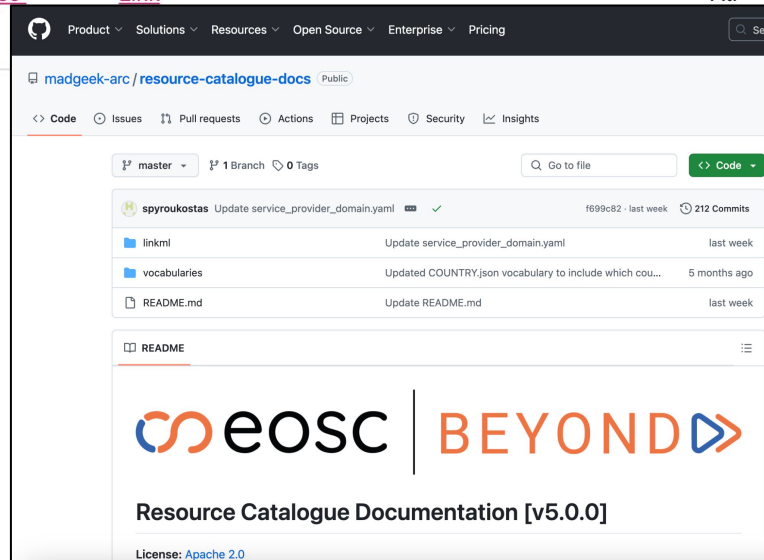 Link
Product Solutions Resources Open Source Enterprise Pricing
madgeek-arc / resource-catalogue-docs Public
<> Code Issues Pull requests Actions Projects Security Insights
master 1 Branch 0 Tags Go to file <> Code
spyroukostas Update service_provider_domain.yaml f699c82 · last week 212 Commits
linkml Update service_provider_domain.yaml last week
vocabularies Updated COUNTRY.json vocabulary to include which cou... 5 months ago
README.md Update README.md last week
README
eosc BEYOND
Resource Catalogue Documentation [v5.0.0]
License: Apache 2.0